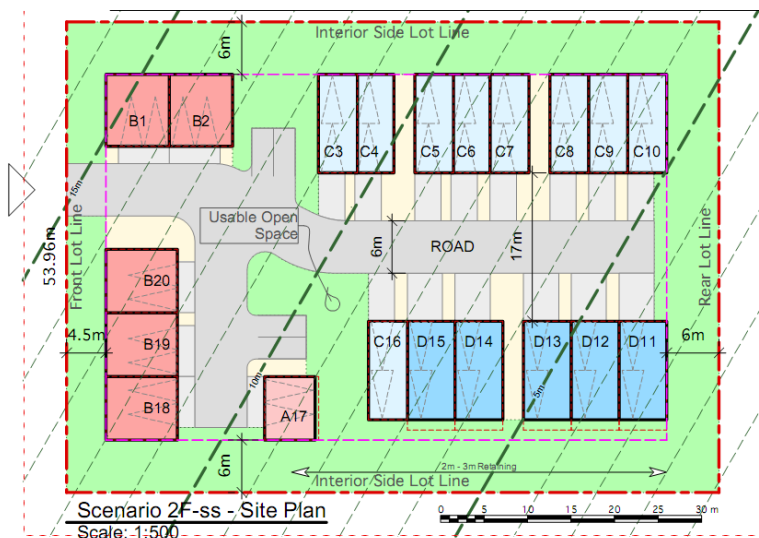 Interior Side Lot Line
6m
B1
B2
C3
C4
C5
C6
C7
C8
C9
C10
15m
Usable Open
Space
6m
ROAD
17m
53.96m
Front Lot Line
Rear Lot Line
B20
4.5m
B19
B18
10m
A17
C16
D15
D14
D13
D12
D11
5m
6m
6m
2m - 3m Retaining
Interior Side Lot Line
Scenario 2F-ss - Site Plan
Scale: 1:500
0 5 10 15 20 30 m